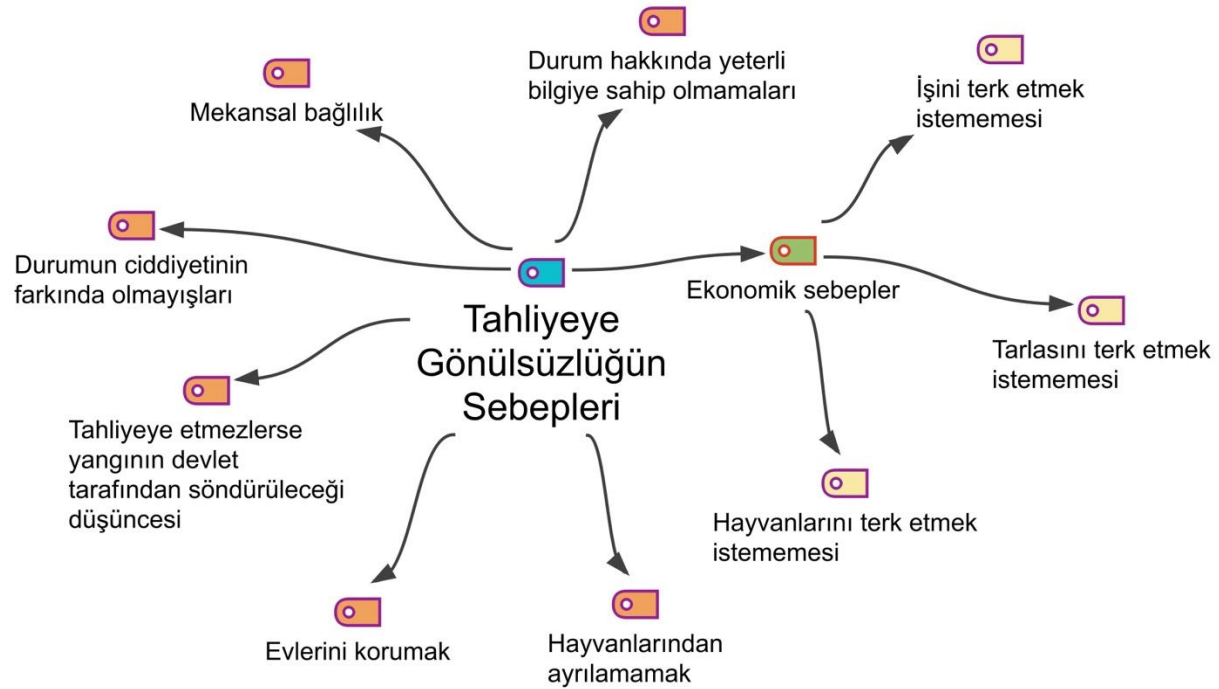 Durum hakkında yeterli
bilgiye sahip olmamaları
İşini terk etmek
istememesi
Mekansal bağlılık
Durumun ciddiyetinin
farkında olmayışları
Ekonomik sebepler
Tahliyeye
Gönülsüzlüğün
Sebepleri
Tarlasını terk etmek
istememesi
Tahliyeye etmezlerse
yangının devlet
tarafından söndürüleceği
düşüncesi
Hayvanlarını terk etmek
istememesi
Evlerini korumak
Hayvanlarından
ayrılamamak